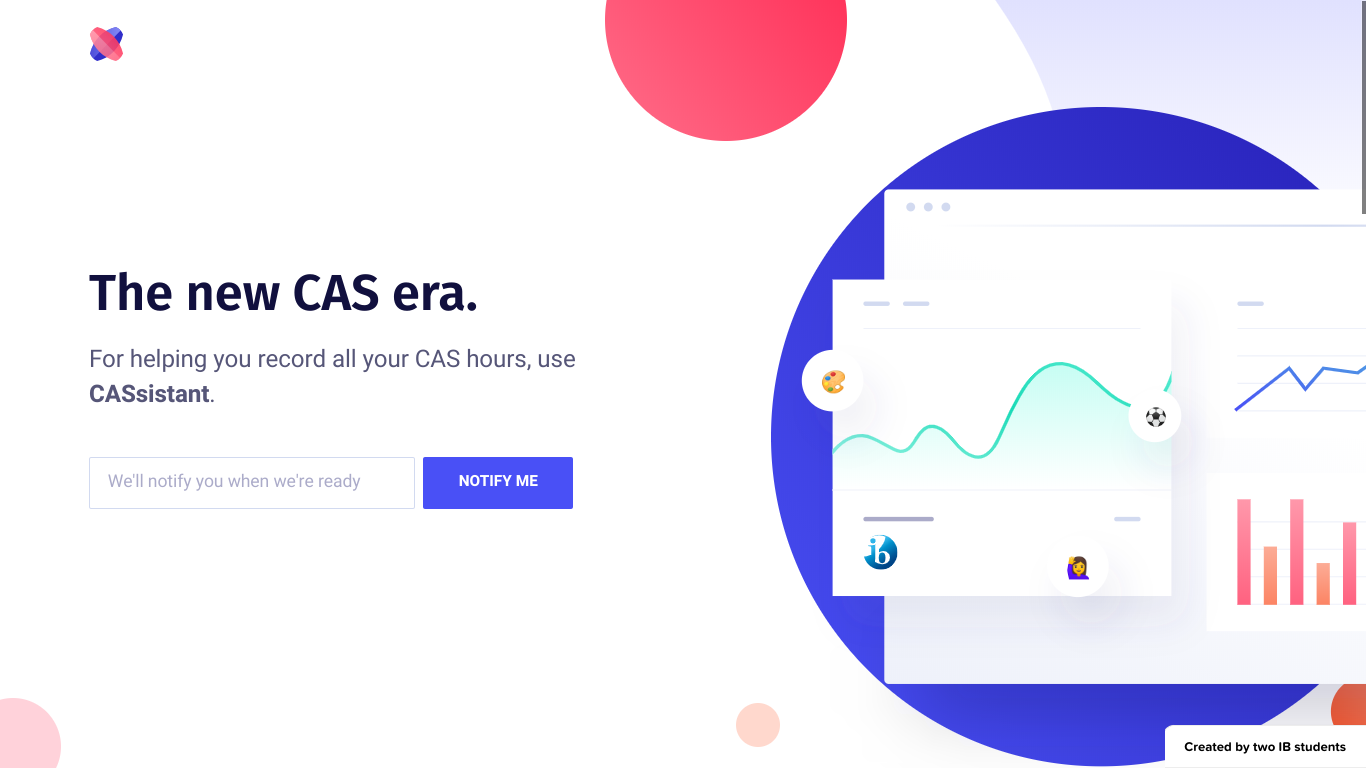 The new CAS era.
For helping you record all your CAS hours, use
CASsistant.
We'll notify you when we're ready
NOTIFY ME
ib
Created by two IB students